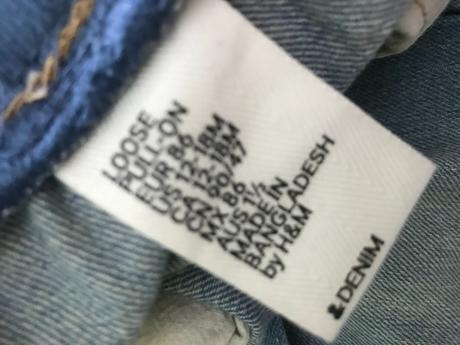 LOOSE
PULL-ON
EUR 86
US 12-18M
CA 12-18M
CN 90/47
MX 86
AUS 1½
MADE IN
BANGLADESH
by H&M
&DENIM